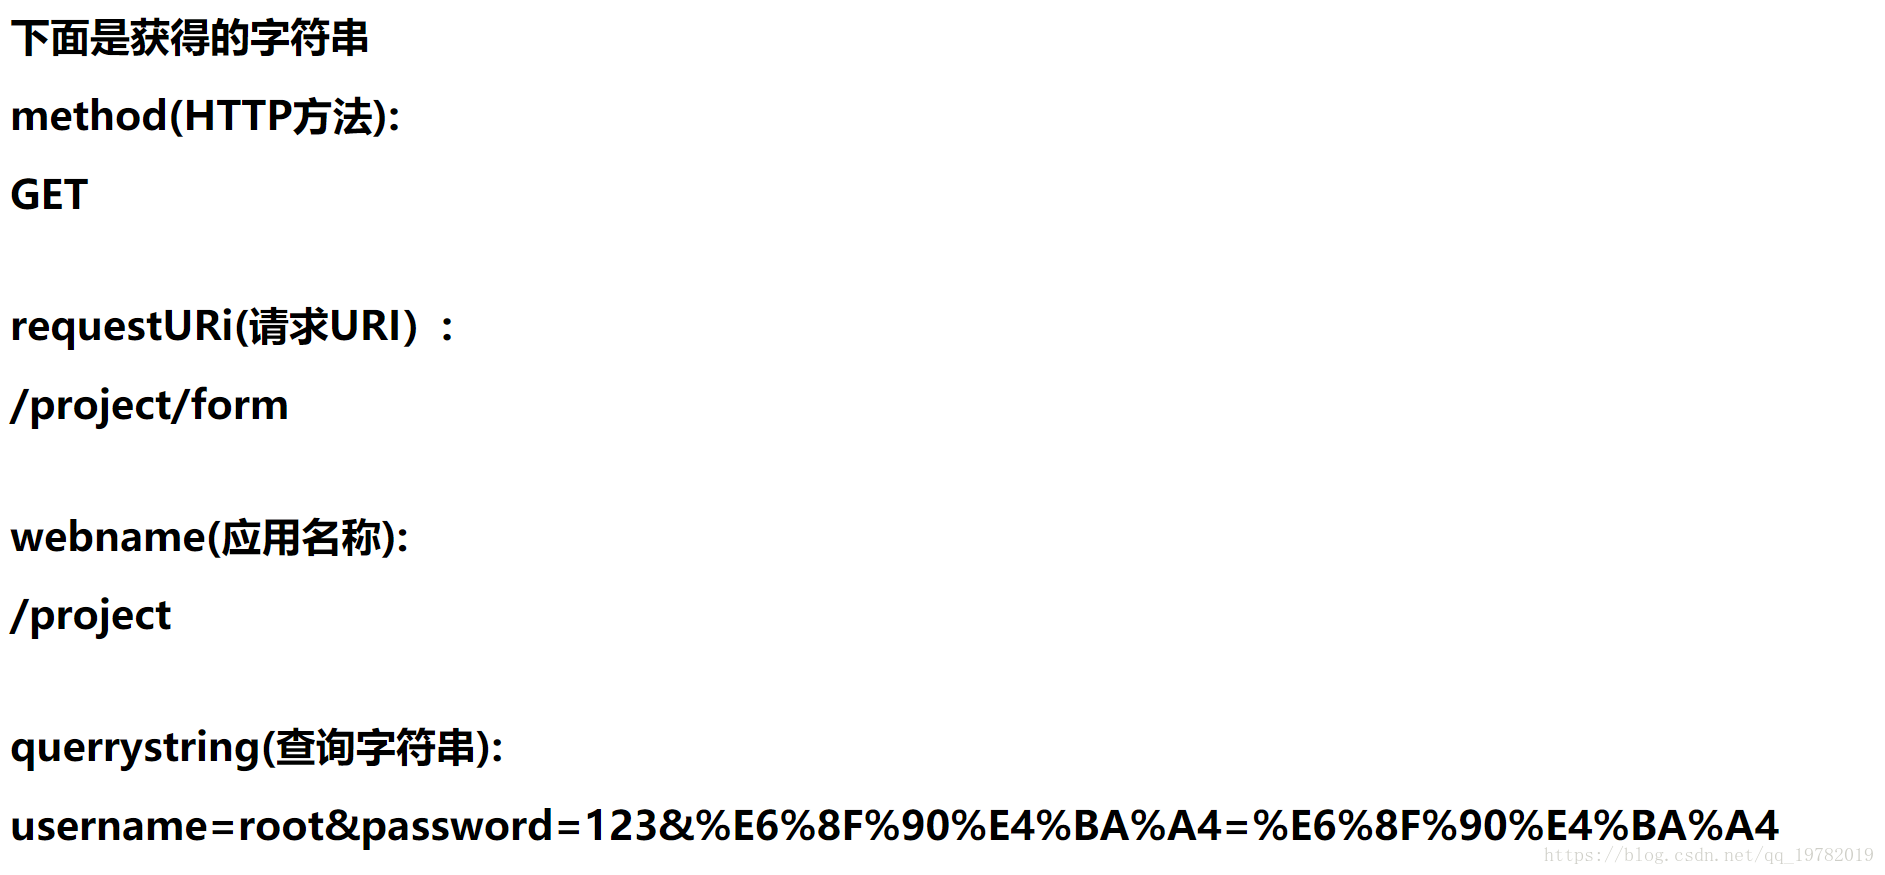 下面是获得的字符串
method(HTTP方法):
GET
requestURi(请求URI）:
/project/form
webname(应用名称):
/project
querrystring(查询字符串):
username=root&password=123&%E6%8F%90%E4%BA%A4=%E6%8F%90%E4%BA%A4
https://blog.csdn.net/qq_19782019